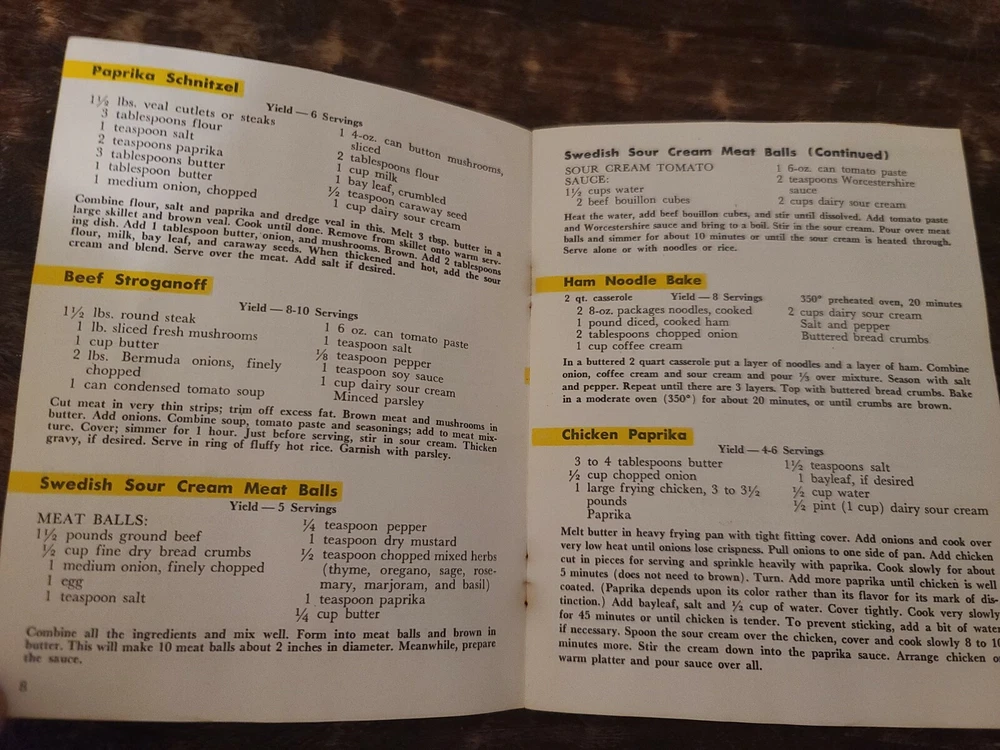 Paprika Schnitzel
Yield — 6 Servings
1½ lbs. veal cutlets or steaks
3 tablespoons flour
1 teaspoon salt
2 teaspoons paprika
3 tablespoons butter
1 tablespoon butter
1 medium onion, chopped
1 4-oz. can button mushrooms,
sliced
2 tablespoons flour
1 cup milk
1 bay leaf, crumbled
½ teaspoon caraway seed
1 cup dairy sour cream
Combine flour, salt and paprika and dredge veal in this. Melt 3 tbsp. butter in a
large skillet and brown veal. Cook until done. Remove from skillet onto warm serv-
ing dish. Add 1 tablespoon butter, onion, and mushrooms. Brown. Add 2 tablespoons
flour, milk, bay leaf, and caraway seeds. When thickened and hot, add the sour
cream and blend. Serve over the meat. Add salt if desired.
Beef Stroganoff
Yield — 8-10 Servings
1½ lbs. round steak
1 lb. sliced fresh mushrooms
1 cup butter
2 lbs. Bermuda onions, finely
chopped
1 can condensed tomato soup
1 6 oz. can tomato paste
1 teaspoon salt
⅛ teaspoon pepper
1 teaspoon soy sauce
1 cup dairy sour cream
Minced parsley
Cut meat in very thin strips; trim off excess fat. Brown meat and mushrooms in
butter. Add onions. Combine soup, tomato paste and seasonings; add to meat mix-
ture. Cover; simmer for 1 hour. Just before serving, stir in sour cream. Thicken
gravy, if desired. Serve in ring of fluffy hot rice. Garnish with parsley.
Swedish Sour Cream Meat Balls
Yield — 5 Servings
MEAT BALLS:
1½ pounds ground beef
½ cup fine dry bread crumbs
1 medium onion, finely chopped
1 egg
1 teaspoon salt
¼ teaspoon pepper
1 teaspoon dry mustard
½ teaspoon chopped mixed herbs
(thyme, oregano, sage, rose-
mary, marjoram, and basil)
1 teaspoon paprika
¼ cup butter
Combine all the ingredients and mix well. Form into meat balls and brown in
butter. This will make 10 meat balls about 2 inches in diameter. Meanwhile, prepare
the sauce.
8
Swedish Sour Cream Meat Balls (Continued)
SOUR CREAM TOMATO
SAUCE:
1½ cups water
2 beef bouillon cubes
1 6-oz. can tomato paste
2 teaspoons Worcestershire
sauce
2 cups dairy sour cream
Heat the water, add beef bouillon cubes, and stir until dissolved. Add tomato paste
and Worcestershire sauce and bring to a boil. Stir in the sour cream. Pour over meat
balls and simmer for about 10 minutes or until the sour cream is heated through.
Serve alone or with noodles or rice.
Ham Noodle Bake
2 qt. casserole Yield — 8 Servings 350° preheated oven, 20 minutes
2 8-oz. packages noodles, cooked
1 pound diced, cooked ham
2 tablespoons chopped onion
1 cup coffee cream
2 cups dairy sour cream
Salt and pepper
Buttered bread crumbs
In a buttered 2 quart casserole put a layer of noodles and a layer of ham. Combine
onion, coffee cream and sour cream and pour ⅓ over mixture. Season with salt
and pepper. Repeat until there are 3 layers. Top with buttered bread crumbs. Bake
in a moderate oven (350°) for about 20 minutes, or until crumbs are brown.
Chicken Paprika
Yield — 4-6 Servings
3 to 4 tablespoons butter
½ cup chopped onion
1 large frying chicken, 3 to 3½
pounds
Paprika
1½ teaspoons salt
1 bayleaf, if desired
½ cup water
½ pint (1 cup) dairy sour cream
Melt butter in heavy frying pan with tight fitting cover. Add onions and cook over
very low heat until onions lose crispness. Pull onions to one side of pan. Add chicken
cut in pieces for serving and sprinkle heavily with paprika. Cook slowly for about
5 minutes (does not need to brown). Turn. Add more paprika until chicken is well
coated. (Paprika depends upon its color rather than its flavor for its mark of dis-
tinction.) Add bayleaf, salt and ½ cup of water. Cover tightly. Cook very slowly
for 45 minutes or until chicken is tender. To prevent sticking, add a bit of water
if necessary. Spoon the sour cream over the chicken, cover and cook slowly 8 to 10
minutes more. Stir the cream down into the paprika sauce. Arrange chicken on
warm platter and pour sauce over all.